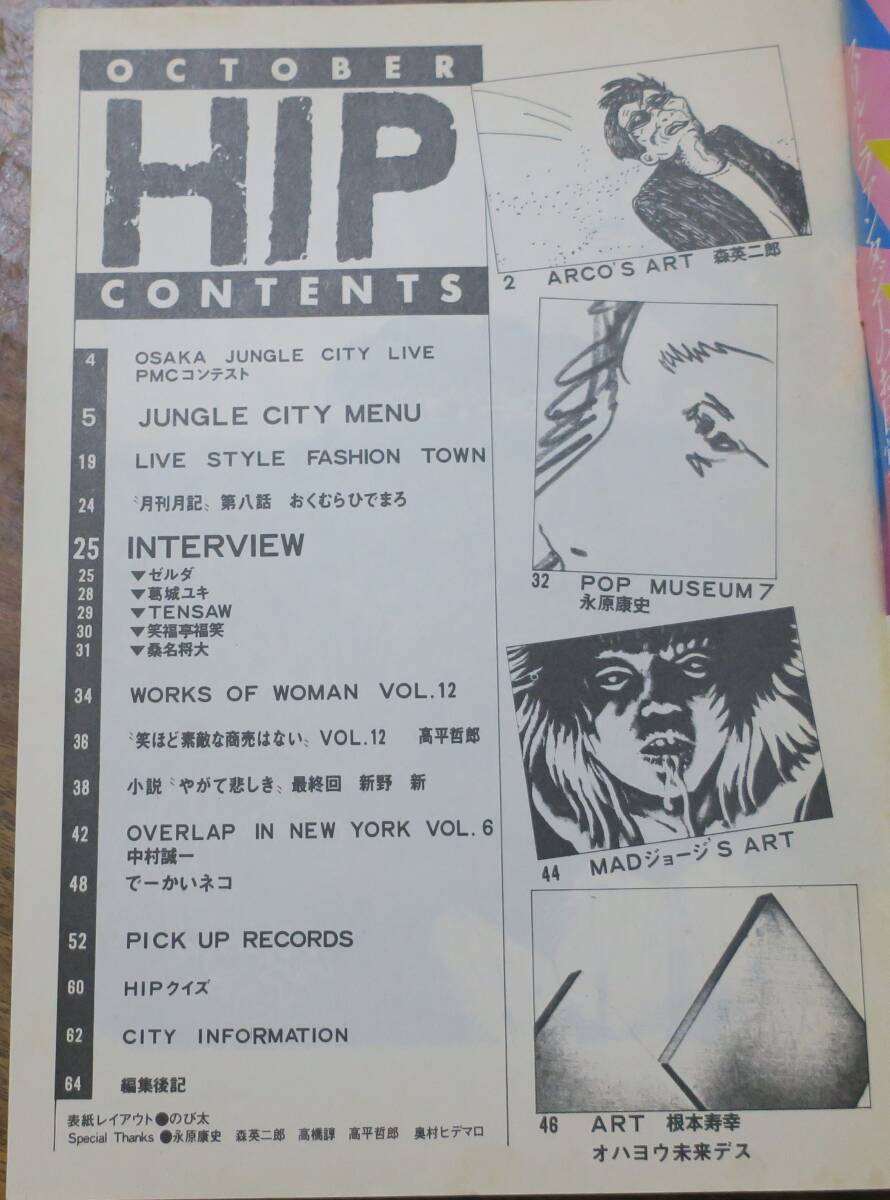 OCTOBER
HIP
CONTENTS
4 OSAKA JUNGLE CITY LIVE
PMCコンテスト
5 JUNGLE CITY MENU
19 LIVE STYLE FASHION TOWN
24 〝月刊月記〟第八話 おくむらひでまろ
25 INTERVIEW
25 ▼ゼルダ
28 ▼葛城ユキ
29 ▼TENSAW
30 ▼笑福亭福笑
31 ▼桑名将大
34 WORKS OF WOMAN VOL.12
36 〝笑ほど素敵な商売はない〟VOL.12 高平哲郎
38 小説〝やがて悲しき〟最終回 新野 新
42 OVERLAP IN NEW YORK VOL.6
中村誠一
48 でーかいネコ
52 PICK UP RECORDS
60 HIPクイズ
62 CITY INFORMATION
64 編集後記
表紙レイアウト●のび太
Special Thanks ●永原康史 森英二郎 高橋諄 高平哲郎 奥村ヒデマロ
2 ARCO'S ART 森英二郎
32 POP MUSEUM 7
永原康史
44 MADジョージ'S ART
46 ART 根本寿幸
オハヨウ未来デス